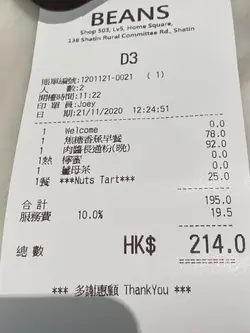 BEANS
Shop 503, Lv5, Home Square,
138 Shatin Rural Committee Rd., Shatin
D3
賬單編號:1201121-0021 (1)
人 數:2
開檯時間:11:22
印 單 員:Joey
日 期:21/11/2020 12:24:51
1 Welcome 0.0
1 焦糖香蕉早餐 78.0
1 肉醬長通粉(晚) 92.0
1熱 檸蜜 0.0
1 薑母茶 0.0
1餐 ***Nuts Tart*** 25.0
合計 195.0
服務費 10.0% 19.5
總數 HK$ 214.0
*** 多謝惠顧 ThankYou ***